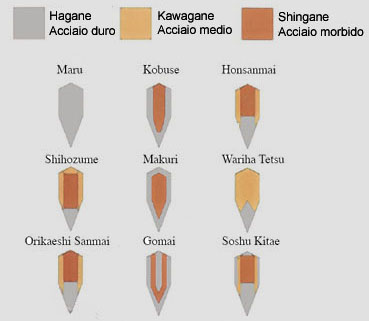 Hagane
Acciaio duro
Kawagane
Acciaio medio
Shingane
Acciaio morbido
Maru
Kobuse
Honsanmai
Shihozume
Makuri
Wariha Tetsu
Orikaeshi Sanmai
Gomai
Soshu Kitae